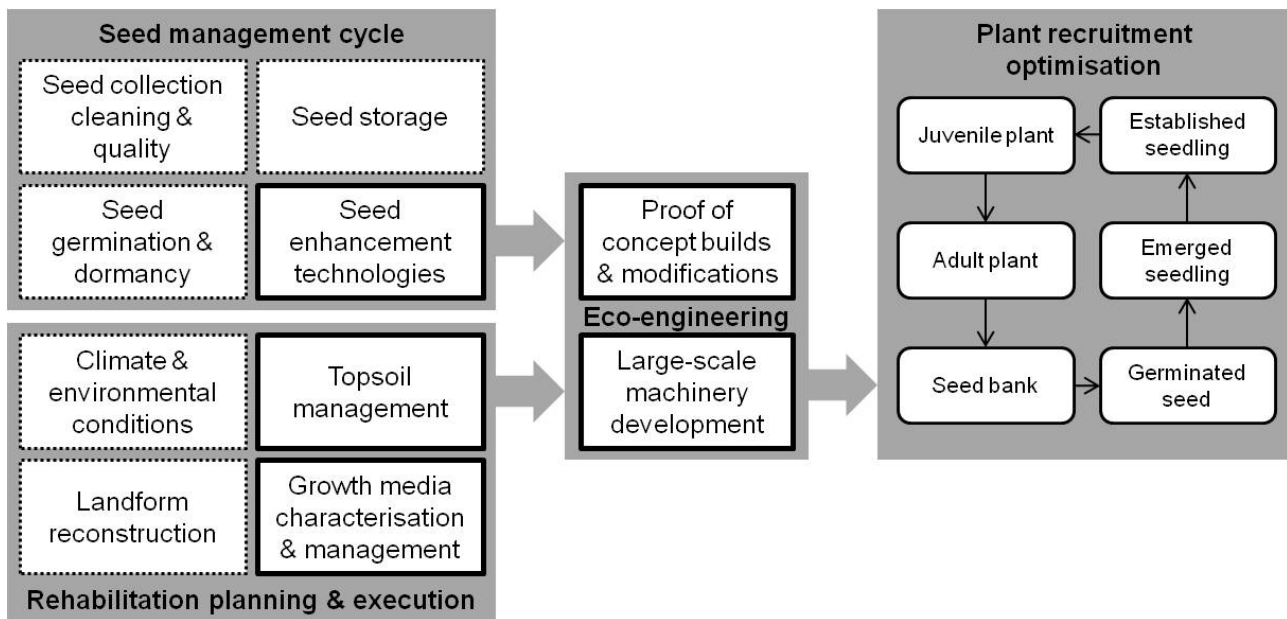 Seed management cycle
Seed collection
cleaning &
quality
Seed storage
Seed
germination &
dormancy
Seed
enhancement
technologies
Climate &
environmental
conditions
Topsoil
management
Landform
reconstruction
Growth media
characterisation
& management
Rehabilitation planning & execution
Proof of
concept builds
& modifications
Eco-engineering
Large-scale
machinery
development
Plant recruitment
optimisation
Juvenile plant
Established
seedling
Adult plant
Emerged
seedling
Seed bank
Germinated
seed